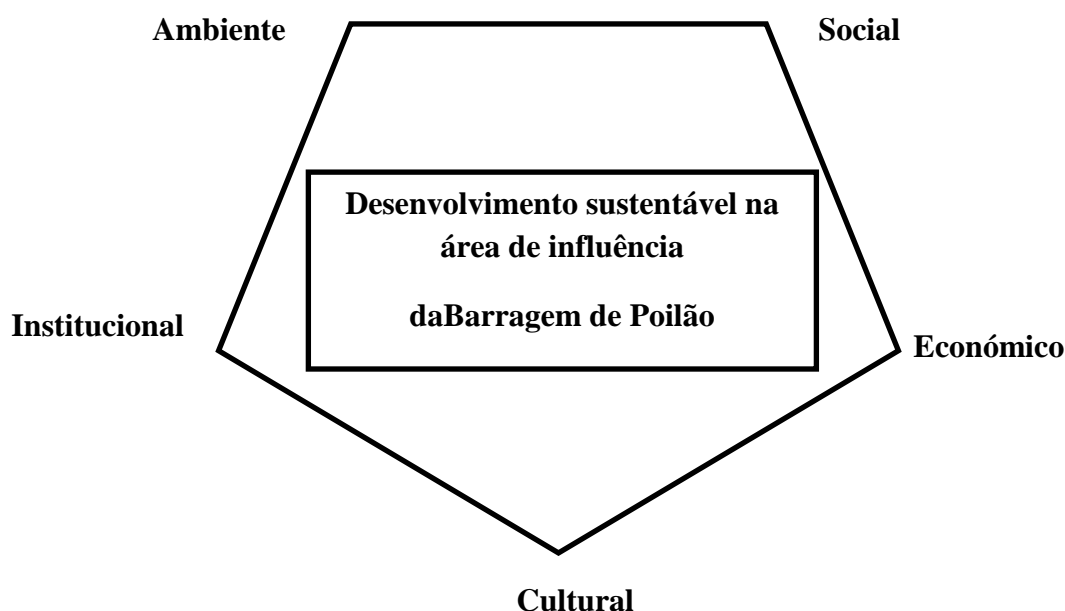 Ambiente
Social
Desenvolvimento sustentável na
área de influência
daBarragem de Poilão
Institucional
Económico
Cultural